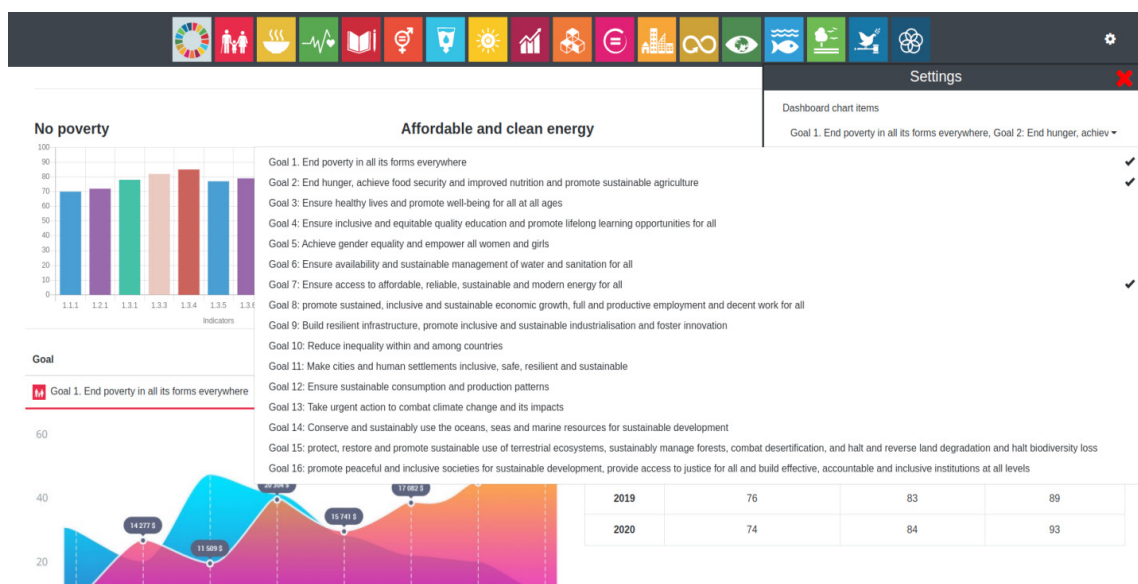 Settings
Dashboard chart items
Goal 1. End poverty in all its forms everywhere, Goal 2: End hunger, achiev
No poverty
Affordable and clean energy
100
90
80
70
60
50
40
30
20
10
0
1.1.1 1.2.1 1.3.1 1.3.3 1.3.4 1.3.5
Indicators
Goal 1. End poverty in all its forms everywhere
Goal 2: End hunger, achieve food security and improved nutrition and promote sustainable agriculture
Goal 3: Ensure healthy lives and promote well-being for all at all ages
Goal 4: Ensure inclusive and equitable quality education and promote lifelong learning opportunities for all
Goal 5: Achieve gender equality and empower all women and girls
Goal 6: Ensure availability and sustainable management of water and sanitation for all
Goal 7: Ensure access to affordable, reliable, sustainable and modern energy for all
Goal 8: promote sustained, inclusive and sustainable economic growth, full and productive employment and decent work for all
Goal 9: Build resilient infrastructure, promote inclusive and sustainable industrialisation and foster innovation
Goal 10: Reduce inequality within and among countries
Goal 11: Make cities and human settlements inclusive, safe, resilient and sustainable
Goal 12: Ensure sustainable consumption and production patterns
Goal 13: Take urgent action to combat climate change and its impacts
Goal 14: Conserve and sustainably use the oceans, seas and marine resources for sustainable development
Goal 15: protect, restore and promote sustainable use of terrestrial ecosystems, sustainably manage forests, combat desertification, and halt and reverse land degradation and halt biodiversity loss
Goal 16: promote peaceful and inclusive societies for sustainable development, provide access to justice for all and build effective, accountable and inclusive institutions at all levels
Goal
Goal 1. End poverty in all its forms everywhere
60
40
20
14 277 $
11 509 $
15 741 $
17 082 $
2019 76 83 89
2020 74 84 93